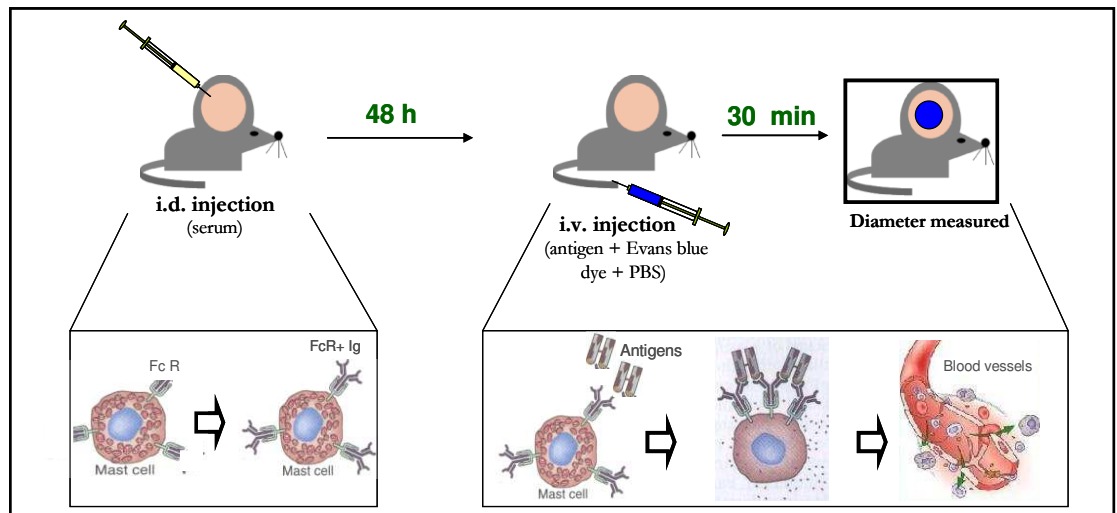 48 h
30 min
i.d. injection
(serum)
i.v. injection
(antigen + Evans blue
dye + PBS)
Diameter measured
Fc R
FcR+ Ig
Mast cell
Mast cell
Antigens
Mast cell
Blood vessels